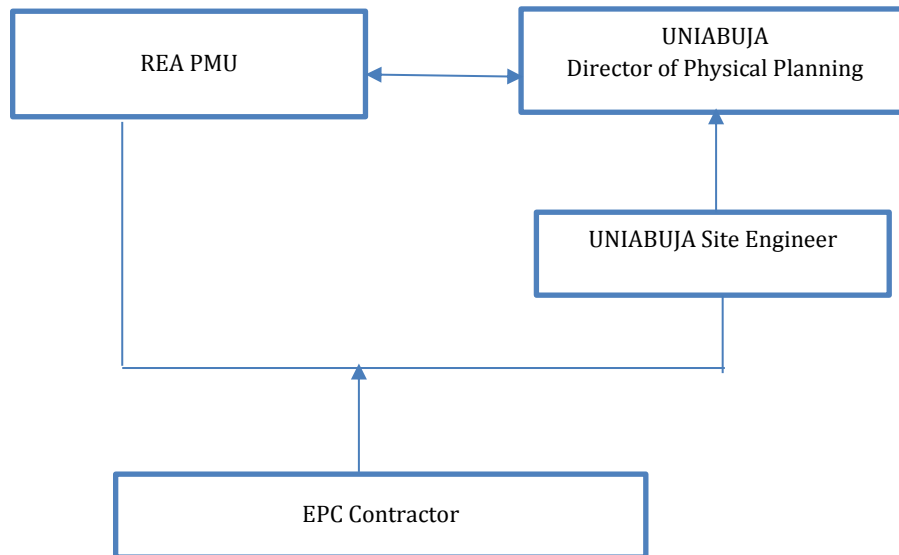 REA PMU
UNIABUJA
Director of Physical Planning
UNIABUJA Site Engineer
EPC Contractor